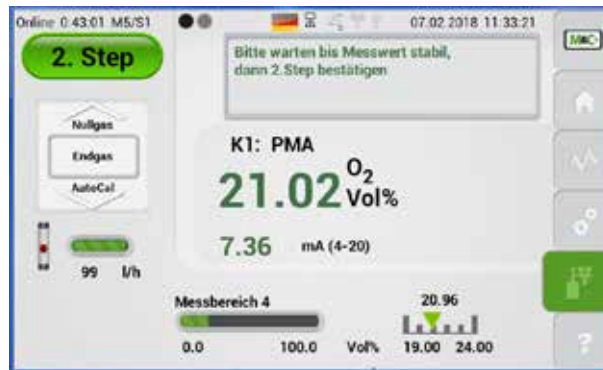 Online 0:43:01 M5/S1
07.02.2018 11:33:21
2. Step
Bitte warten bis Messwert stabil,
dann 2.Step bestätigen
Nullgas
Endgas
AutoCal
99 l/h
K1: PMA
21.02 O2 Vol%
7.36 mA (4-20)
Messbereich 4
0.0 100.0 Vol%
20.96
19.00 24.00
?